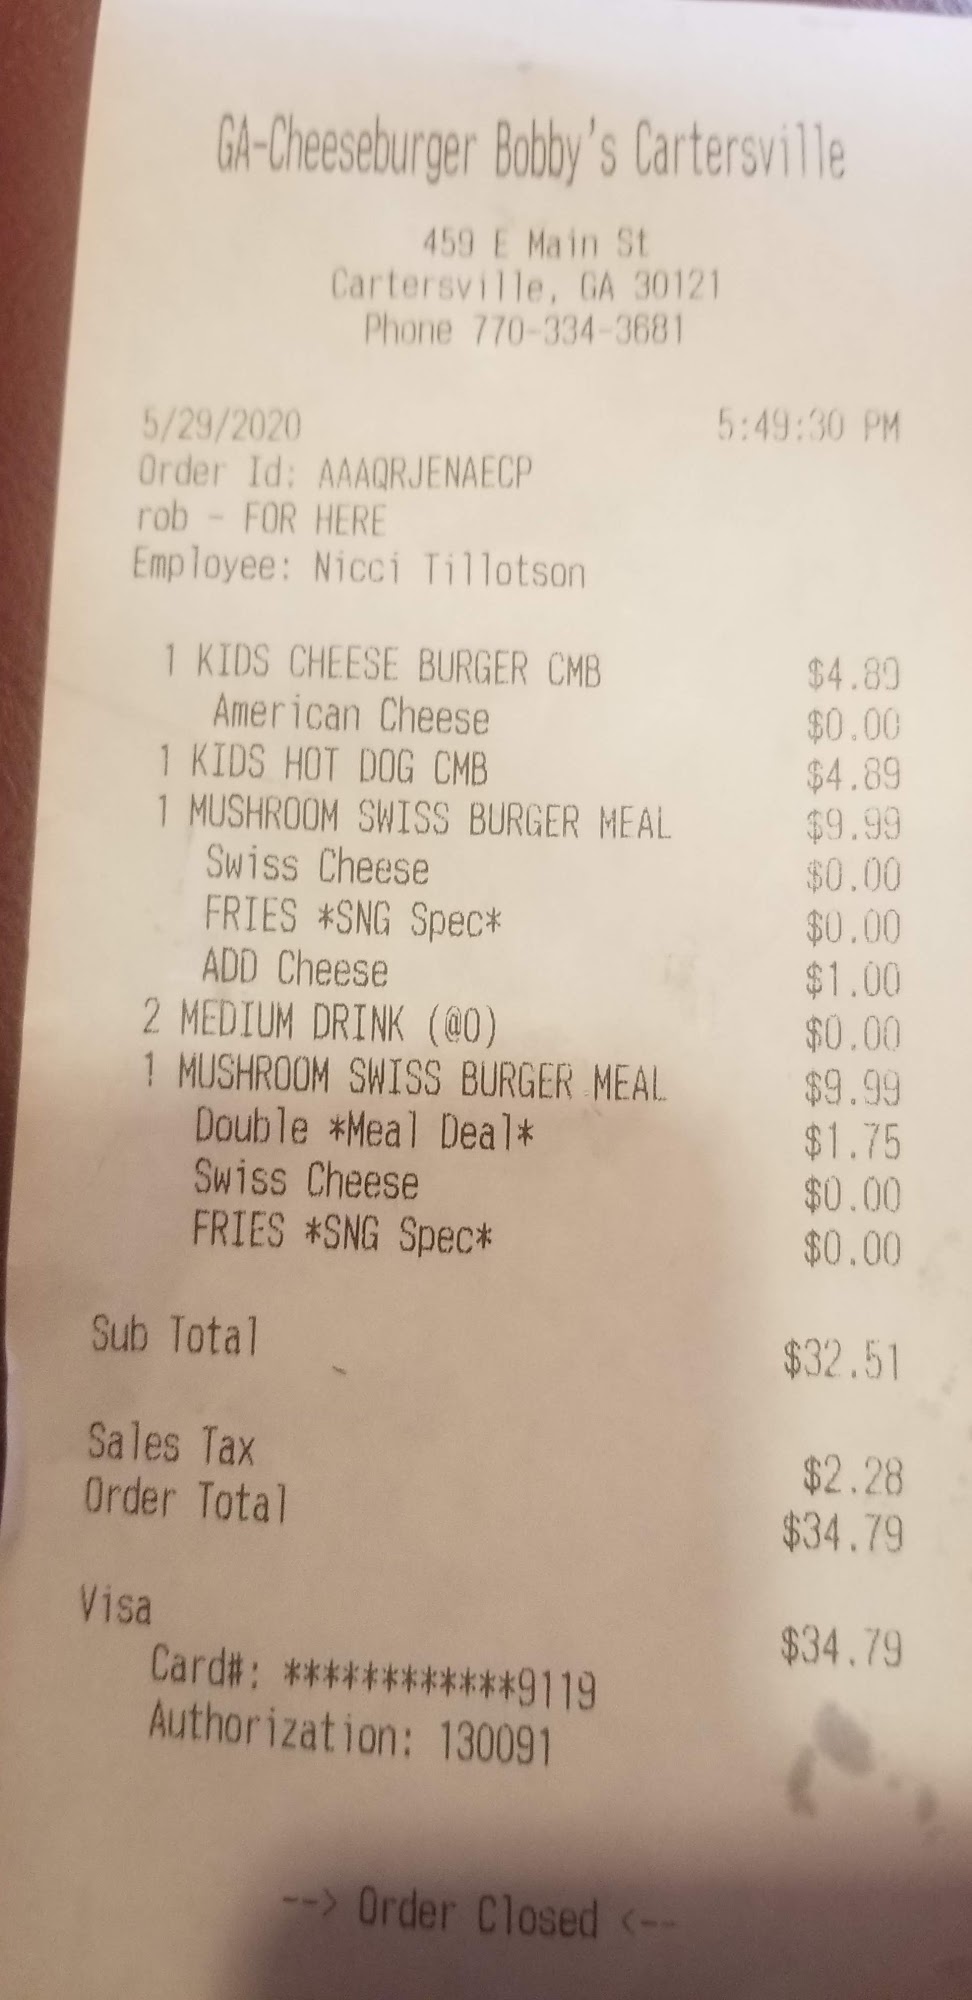 GA-Cheeseburger Bobby's Cartersville
459 E Main St
Cartersville, GA 30121
Phone 770-334-3681
5/29/2020 5:49:30 PM
Order Id: AAAQRJENAECP
rob - FOR HERE
Employee: Nicci Tillotson
1 KIDS CHEESE BURGER CMB $4.89
American Cheese $0.00
1 KIDS HOT DOG CMB $4.89
1 MUSHROOM SWISS BURGER MEAL $9.99
Swiss Cheese $0.00
FRIES *SNG Spec* $0.00
ADD Cheese $1.00
2 MEDIUM DRINK (@0) $0.00
1 MUSHROOM SWISS BURGER MEAL $9.99
Double *Meal Deal* $1.75
Swiss Cheese $0.00
FRIES *SNG Spec* $0.00
Sub Total $32.51
Sales Tax $2.28
Order Total $34.79
Visa $34.79
Card#: ************9119
Authorization: 130091
--> Order Closed <--